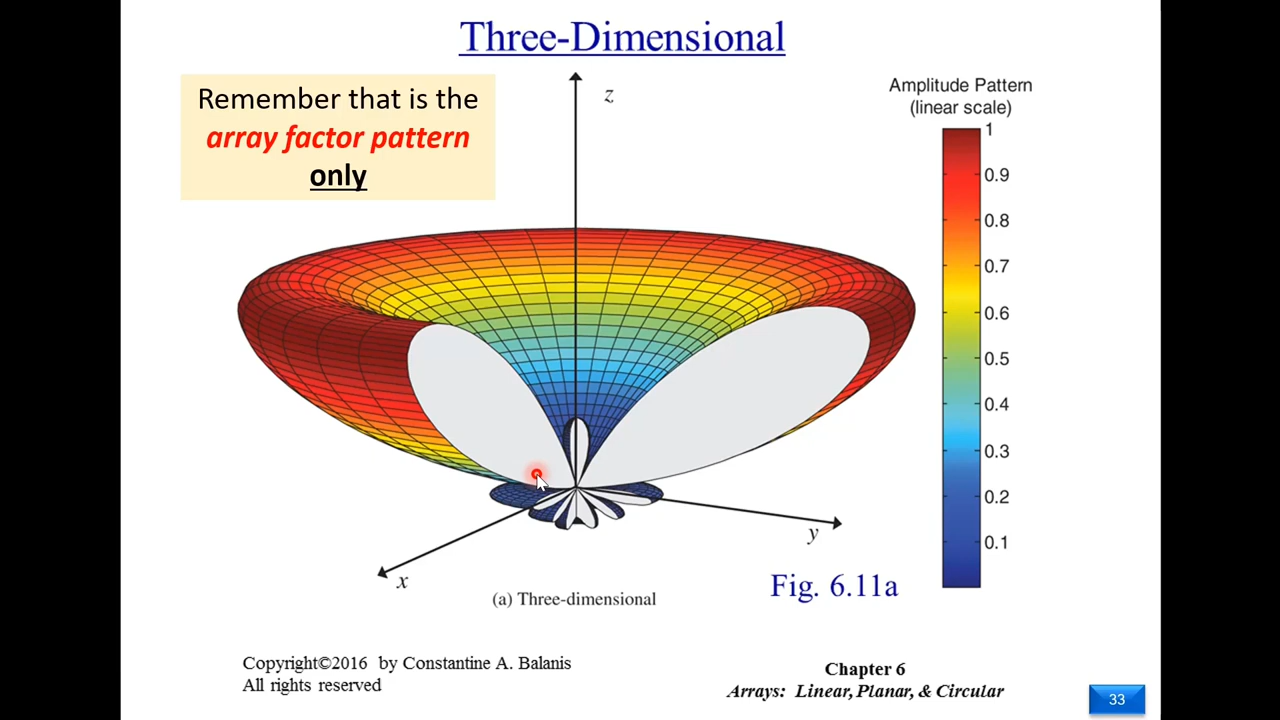 Three-Dimensional
Remember that is the
array factor pattern
only
z
Amplitude Pattern
(linear scale)
1
0.9
0.8
0.7
0.6
0.5
0.4
0.3
0.2
0.1
y
x
Fig. 6.11a
(a) Three-dimensional
Copyright©2016 by Constantine A. Balanis
All rights reserved
Chapter 6
Arrays: Linear, Planar, & Circular
33